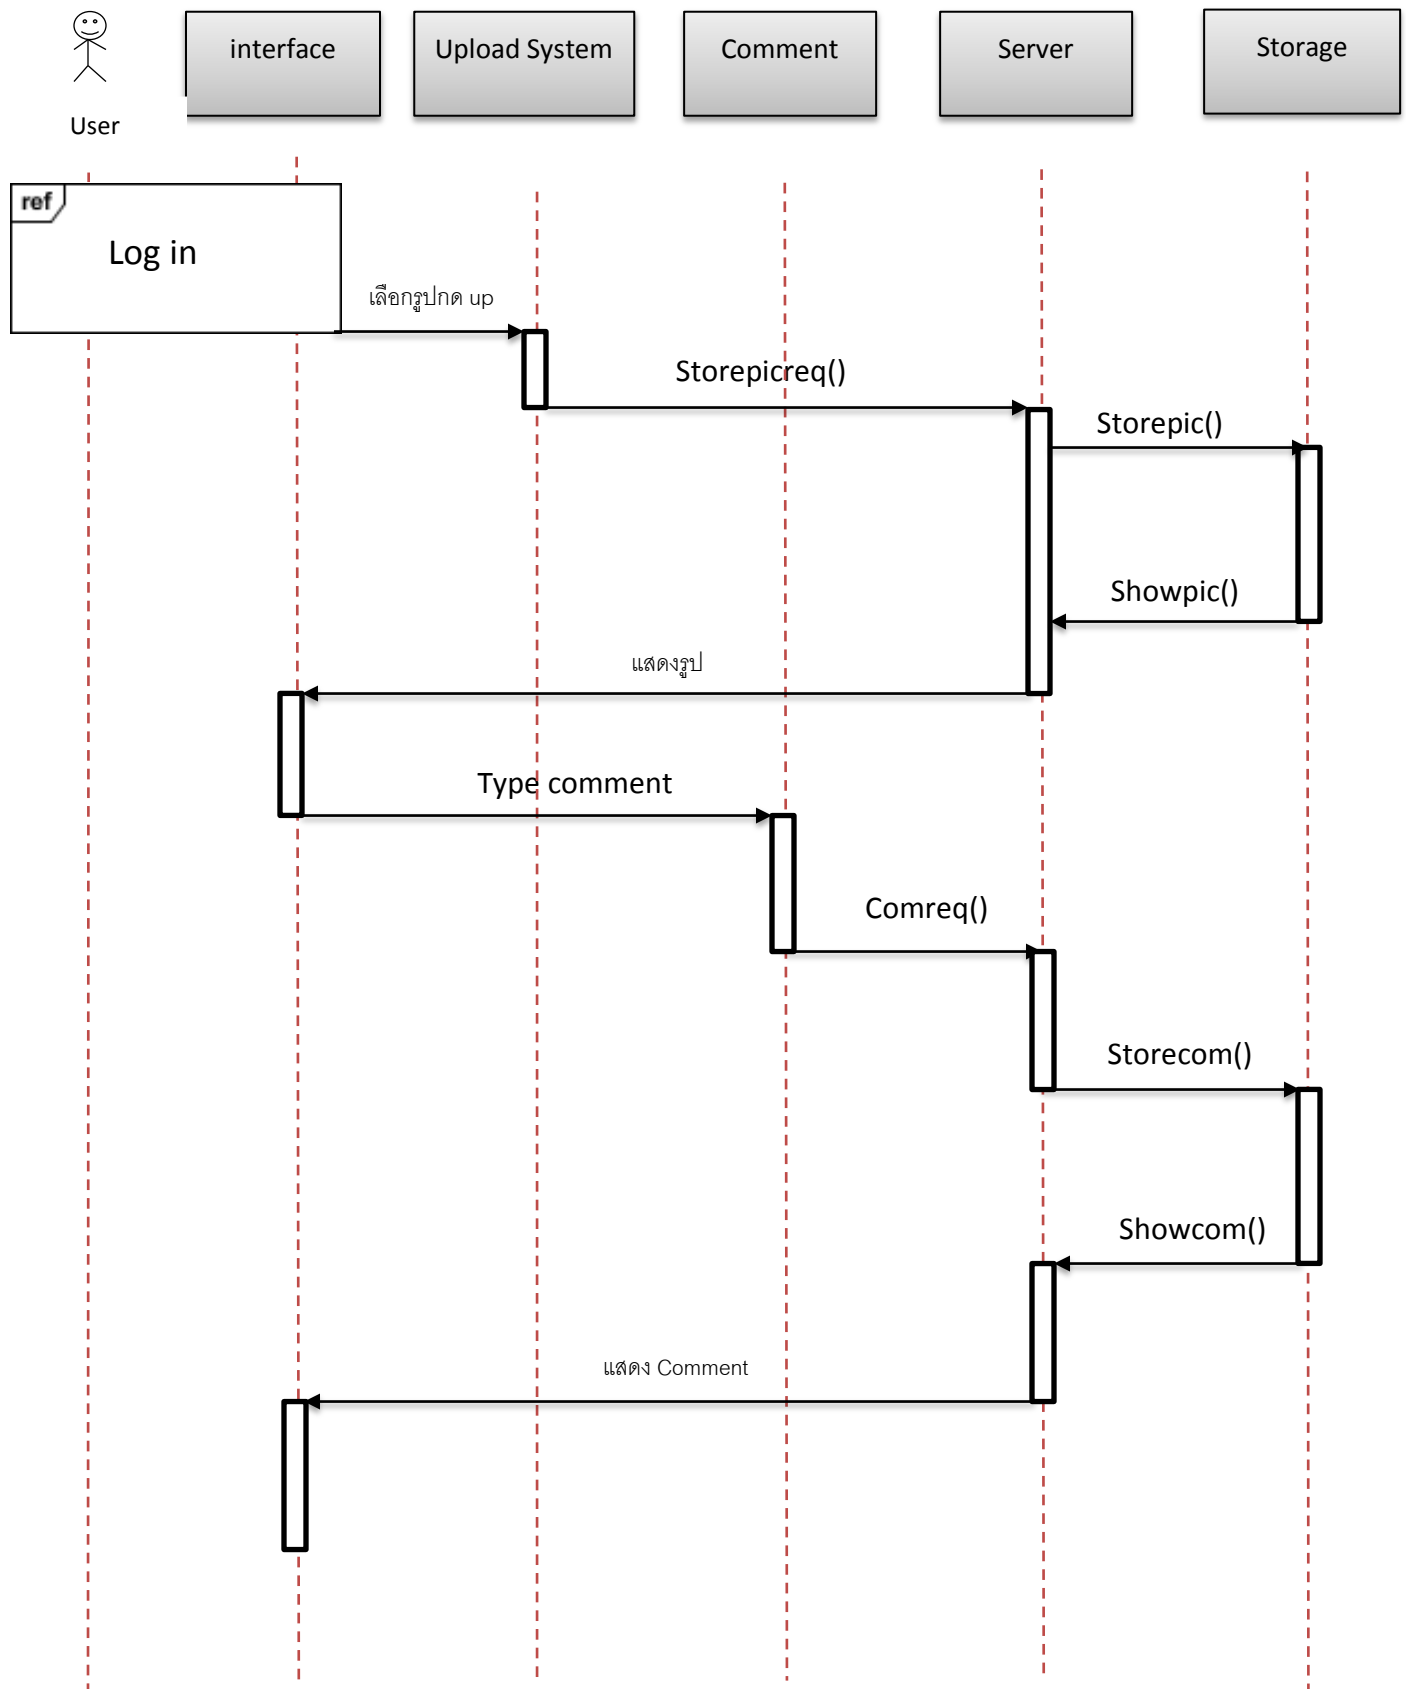 interface
Upload System
Comment
Server
Storage
User
ref
Log in
เลือกรูปกด up
Storepicreq()
Storepic()
Showpic()
แสดงรูป
Type comment
Comreq()
Storecom()
Showcom()
แสดง Comment